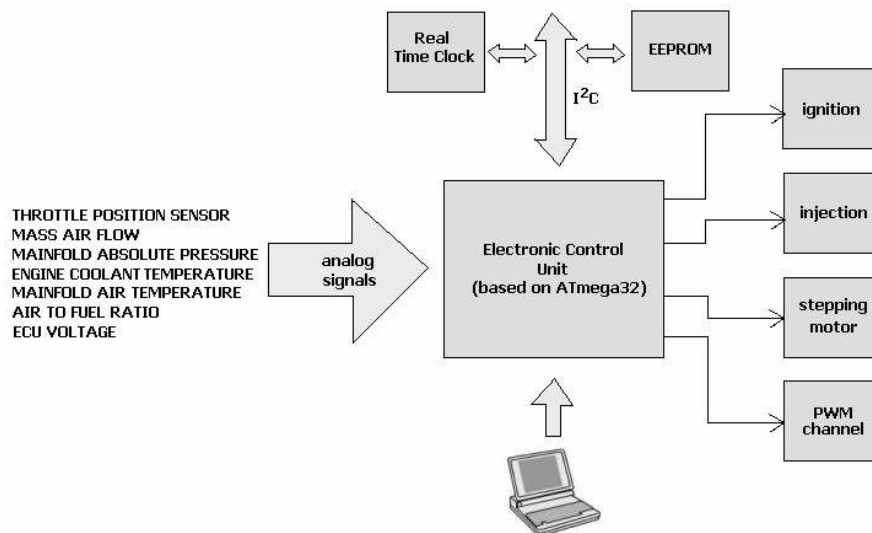 Real
Time Clock
EEPROM
I²C
ignition
injection
stepping
motor
PWM
channel
THROTTLE POSITION SENSOR
MASS AIR FLOW
MAINFOLD ABSOLUTE PRESSURE
ENGINE COOLANT TEMPERATURE
MAINFOLD AIR TEMPERATURE
AIR TO FUEL RATIO
ECU VOLTAGE
analog
signals
Electronic Control
Unit
(based on ATmega32)